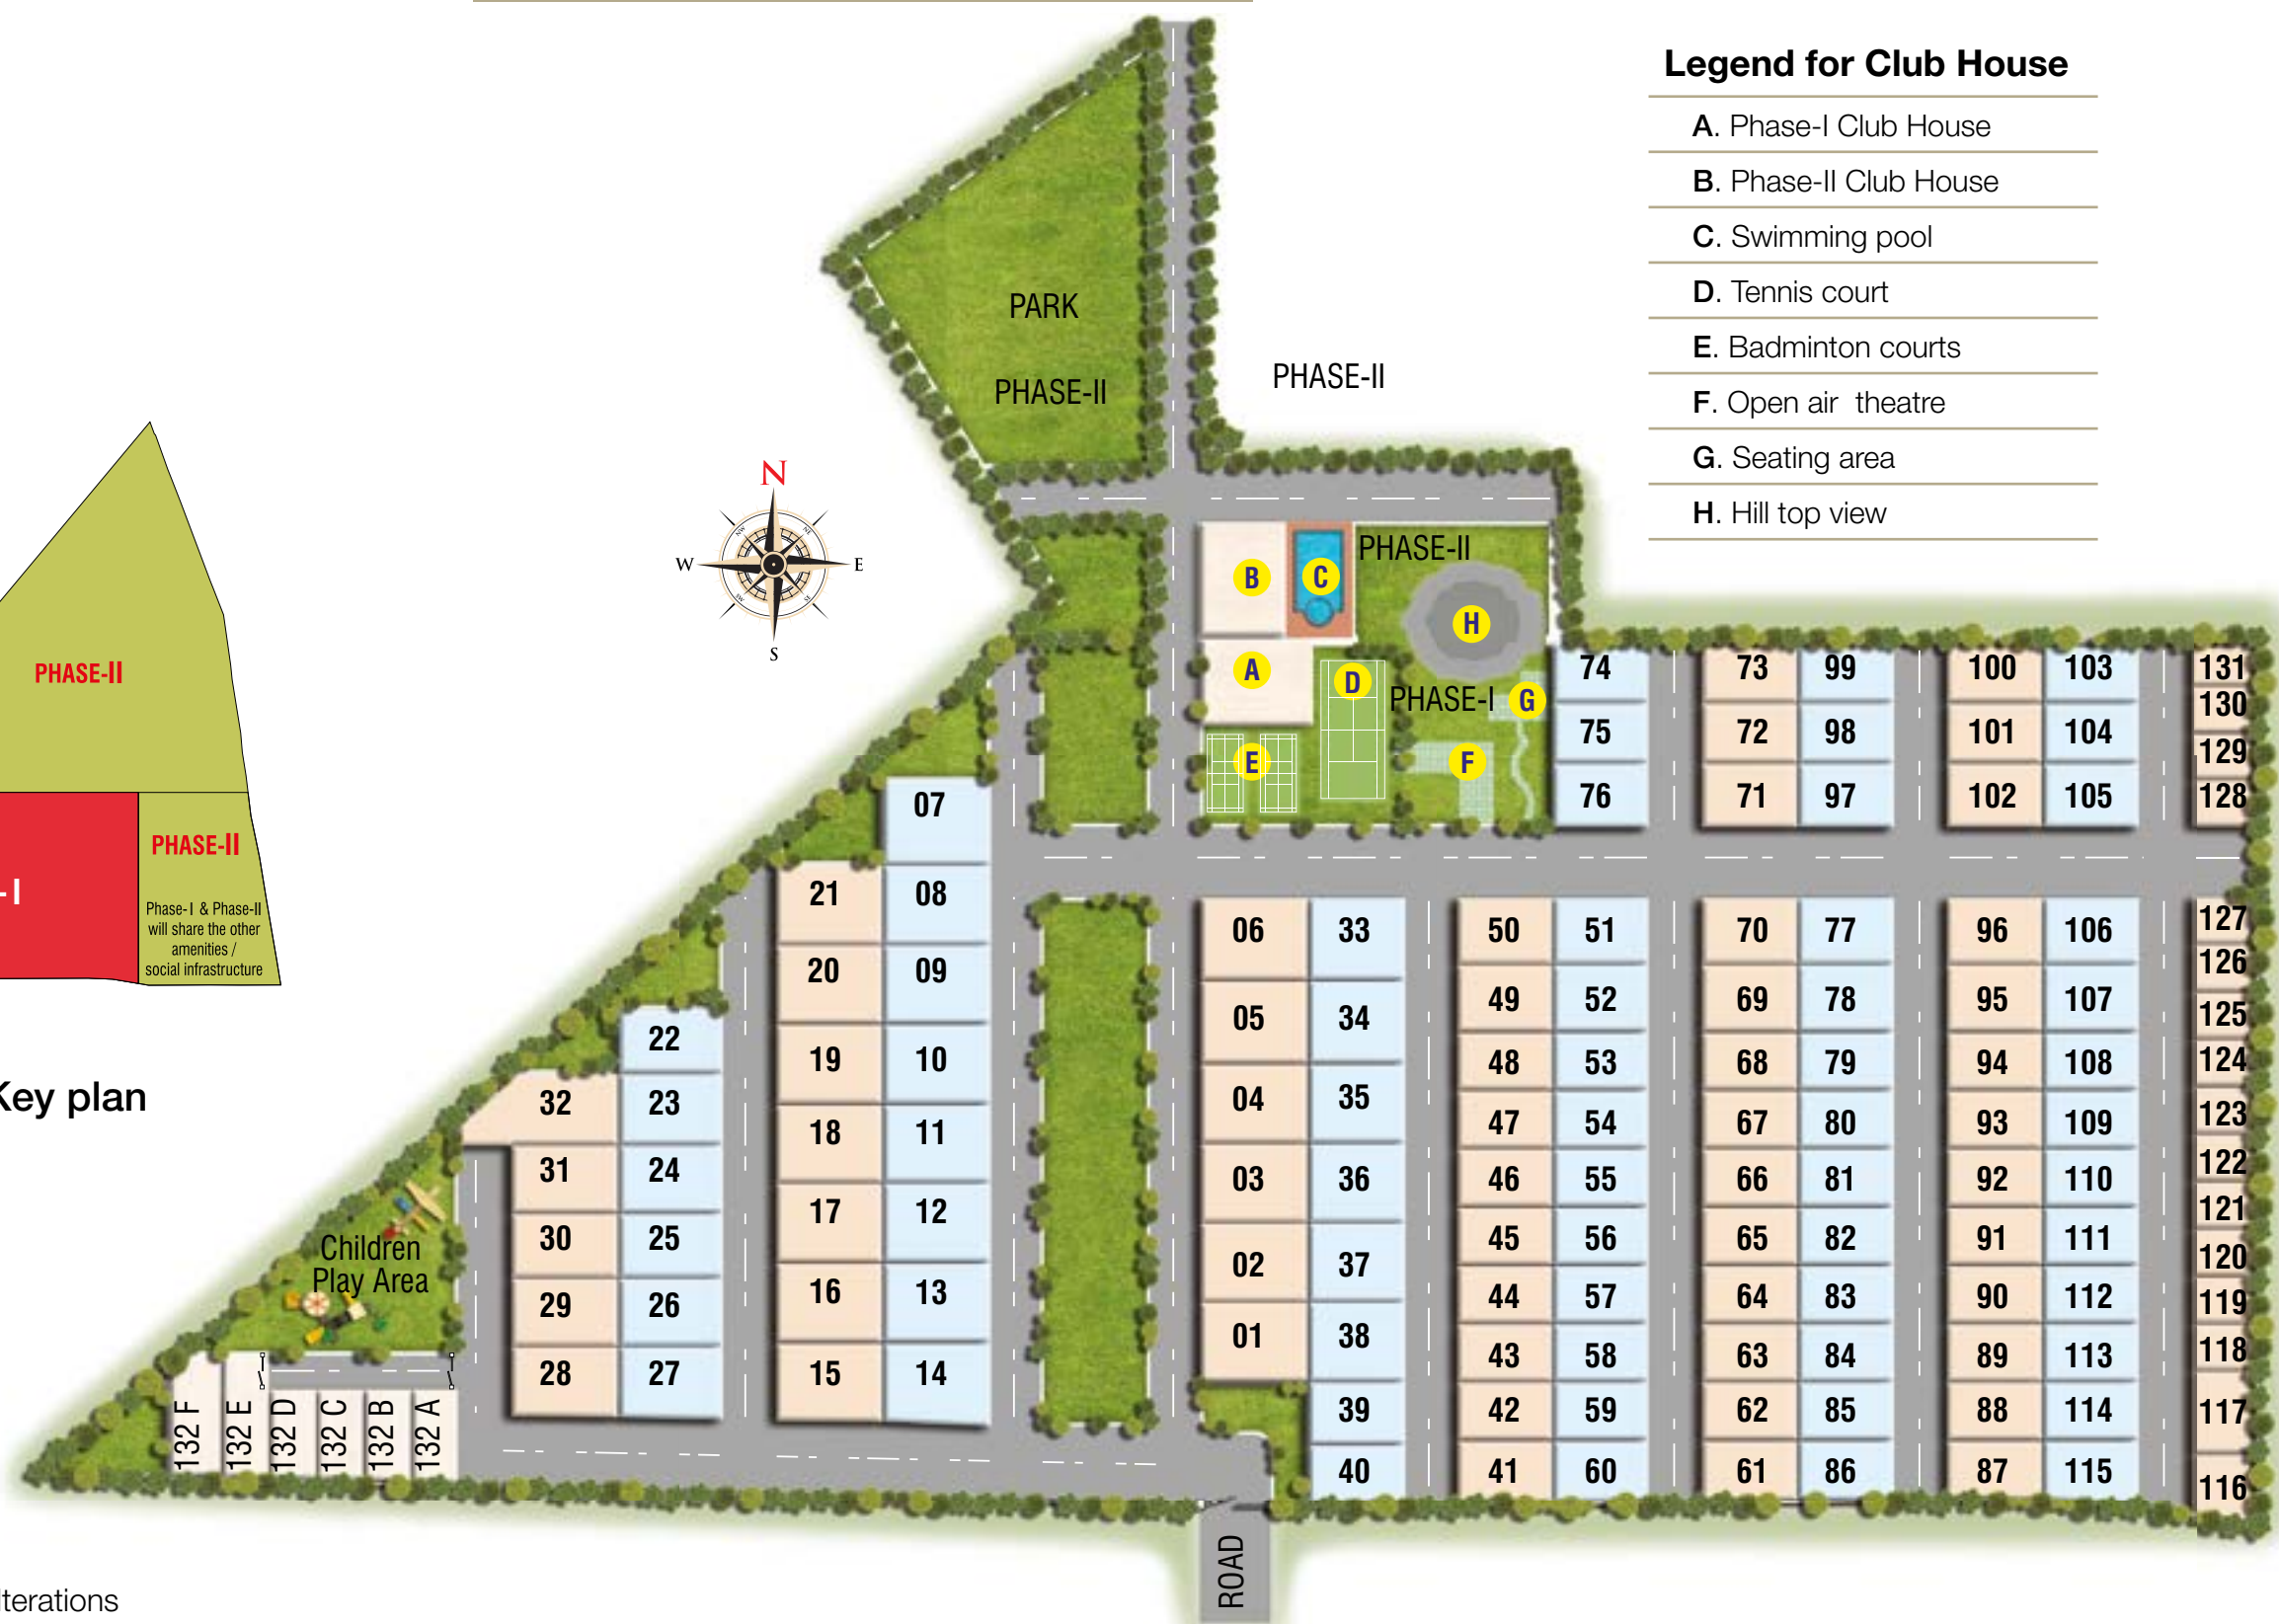 Legend for Club House
A. Phase-I Club House
B. Phase-II Club House
C. Swimming pool
D. Tennis court
E. Badminton courts
F. Open air theatre
G. Seating area
H. Hill top view
PARK
PHASE-II
PHASE-II
N
NW
NE
W
E
SW
SE
S
PHASE-II
PHASE-II
-I
Phase-I & Phase-II
will share the other
amenities /
social infrastructure
Key plan
B
C
PHASE-II
H
A
D
PHASE-I
G
E
F
74
73
99
100
103
131
130
75
72
98
101
104
129
76
71
97
102
105
128
07
21
08
20
09
19
10
18
11
17
12
16
13
15
14
22
32
23
31
24
30
25
29
26
28
27
Children
Play Area
132 F
132 E
132 D
132 C
132 B
132 A
06
33
50
51
70
77
96
106
127
126
05
34
49
52
69
78
95
107
125
48
53
68
79
94
108
124
04
35
47
54
67
80
93
109
123
03
36
46
55
66
81
92
110
122
121
02
37
45
56
65
82
91
111
120
44
57
64
83
90
112
119
01
38
43
58
63
84
89
113
118
39
42
59
62
85
88
114
117
40
41
60
61
86
87
115
116
ROAD
lterations